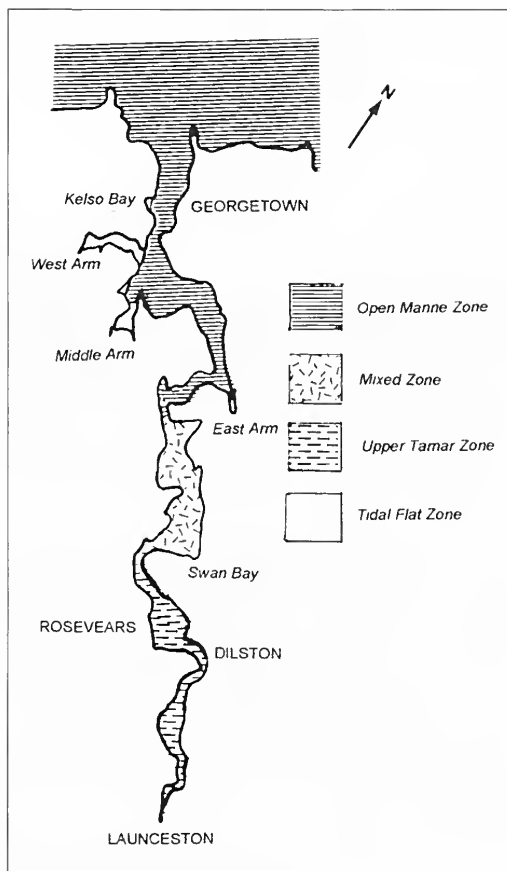 N
Kelso Bay
GEORGETOWN
West Arm
Open Manne Zone
Middle Arm
Mixed Zone
East Arm
Upper Tamar Zone
Tidal Flat Zone
Swan Bay
ROSEVEARS
DILSTON
LAUNCESTON